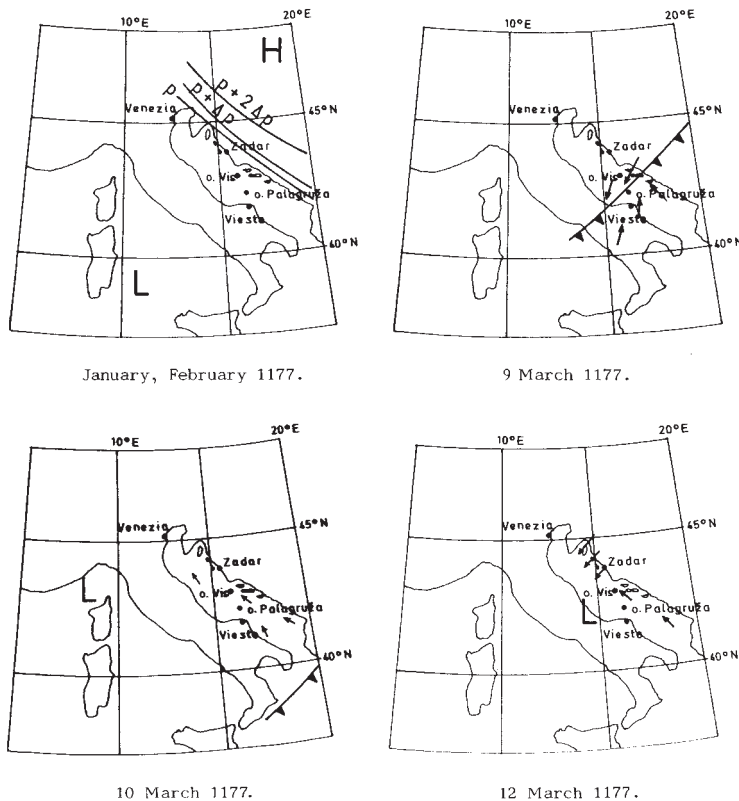 10°E
20°E
H
P P+Δp P+2Δp
Venezia
45°N
Zadar
o. Vis
o. Palagruža
Vieste
40°N
L
January, February 1177.
10°E
20°E
Venezia
45°N
Zadar
o. Vis
o. Palagruža
Vieste
40°N
9 March 1177.
10°E
20°E
Venezia
45°N
Zadar
L
o. Vis
o. Palagruža
Vieste
40°N
10 March 1177.
10°E
20°E
Venezia
45°N
Zadar
o. Vis
L
o. Palagruža
Vieste
40°N
12 March 1177.